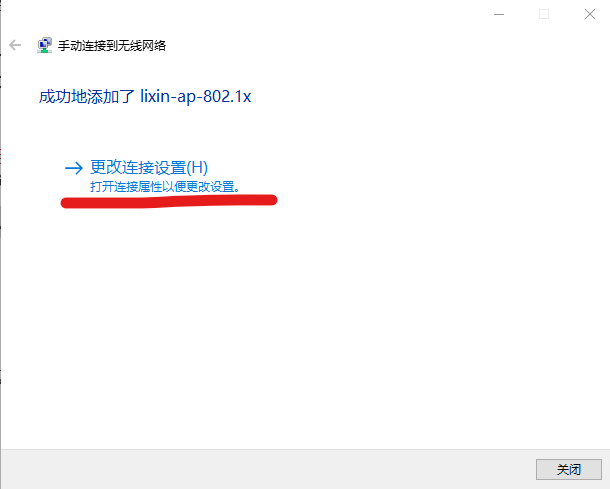 手动连接到无线网络
成功地添加了 lixin-ap-802.1x
更改连接设置(H)
打开连接属性以便更改设置。
关闭